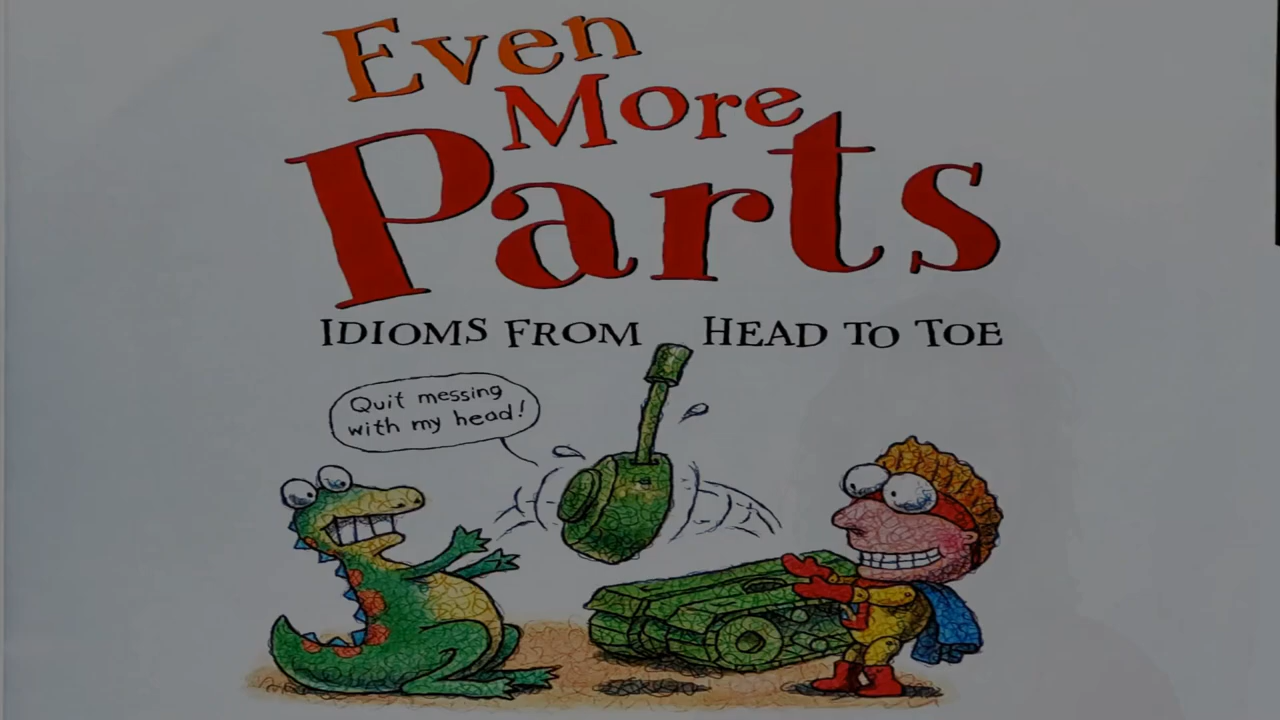 Even
More
Parts
IDIOMS FROM HEAD TO TOE
Quit messing
with my head!